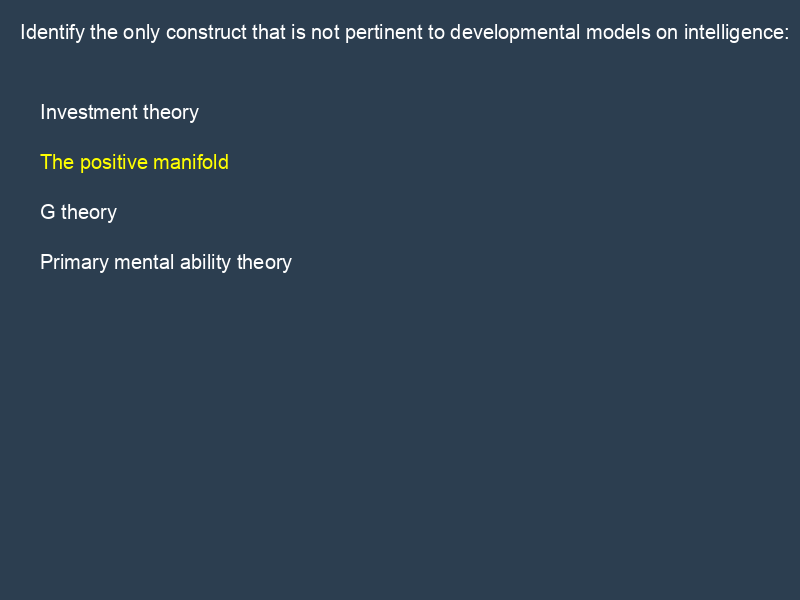 Identify the only construct that is not pertinent to developmental models on intelligence:
Investment theory
The positive manifold
G theory
Primary mental ability theory